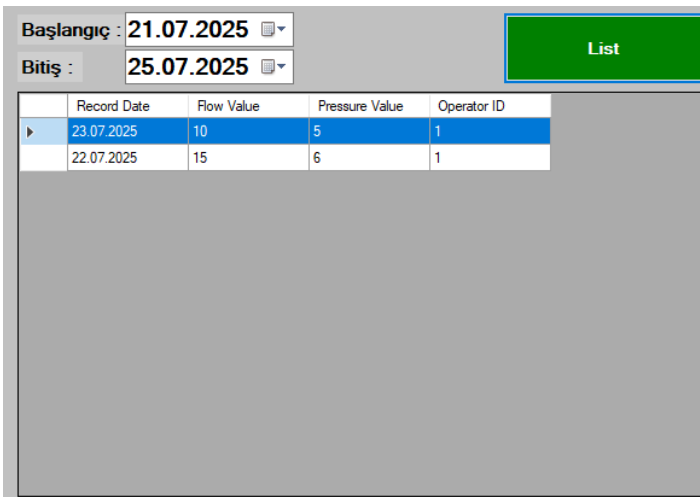 Başlangıç : 21.07.2025
List
Bitiş : 25.07.2025
Record Date Flow Value Pressure Value Operator ID
23.07.2025 10 5 1
22.07.2025 15 6 1